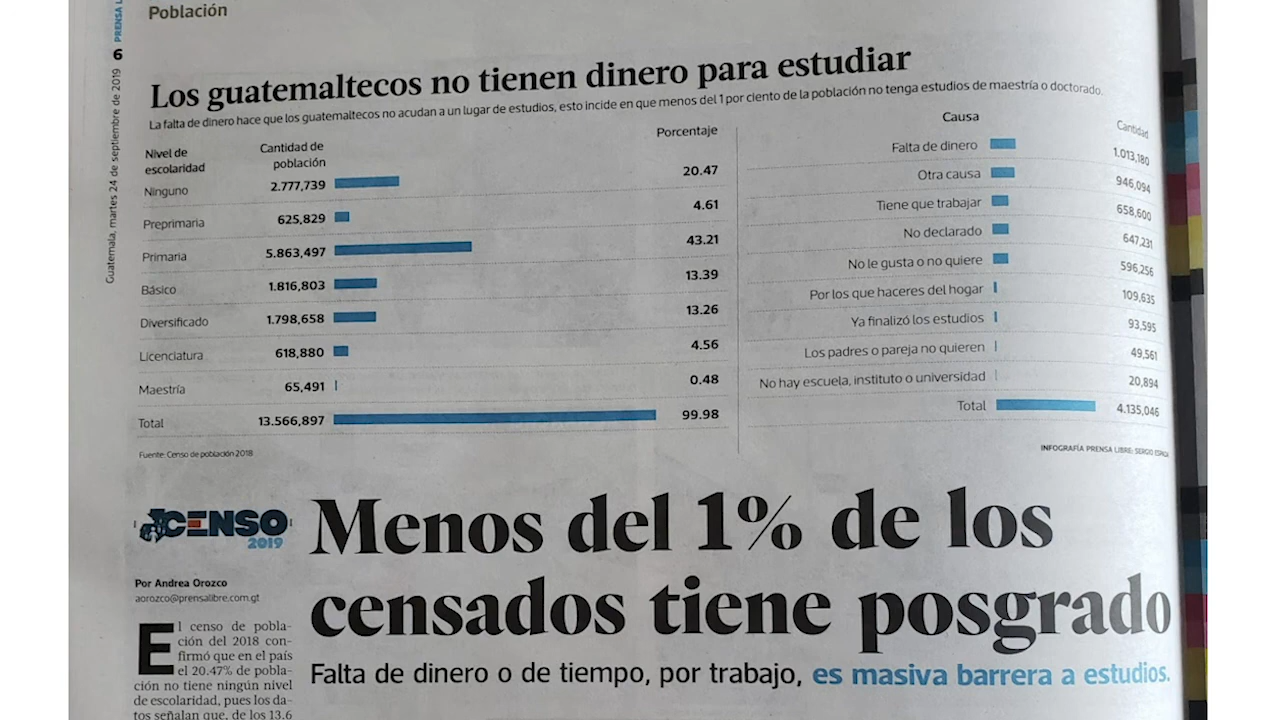 Población
Guatemala, martes 24 de septiembre de 2019 6 PRENSA L
Los guatemaltecos no tienen dinero para estudiar
La falta de dinero hace que los guatemaltecos no acudan a un lugar de estudios, esto incide en que menos del 1 por ciento de la población no tenga estudios de maestría o doctorado.
Nivel de escolaridad Cantidad de población Porcentaje
Ninguno 2.777,739 20.47
Preprimaria 625,829 4.61
Primaria 5.863,497 43.21
Básico 1.816,803 13.39
Diversificado 1.798,658 13.26
Licenciatura 618,880 4.56
Maestría 65,491 0.48
Total 13.566,897 99.98
Fuente: Censo de población 2018
Causa Cantidad
Falta de dinero 1.013,180
Otra causa 946,094
Tiene que trabajar 658,600
No declarado 647,231
No le gusta o no quiere 596,256
Por los que haceres del hogar 109,635
Ya finalizó los estudios 93,595
Los padres o pareja no quieren 49,561
No hay escuela, instituto o universidad 20,894
Total 4.135,046
INFOGRAFÍA PRENSA LIBRE: SERGIO
CENSO
2019
Menos del 1% de los
censados tiene posgrado
Falta de dinero o de tiempo, por trabajo, es masiva barrera a estudios.
Por Andrea Orozco
aorozco@prensalibre.com.gt
El censo de pobla-
ción del 2018 con-
firmó que en el país
el 20.47% de pobla-
ción no tiene ningún nivel
de escolaridad, pues los da-
tos señalan que, de los 13.6